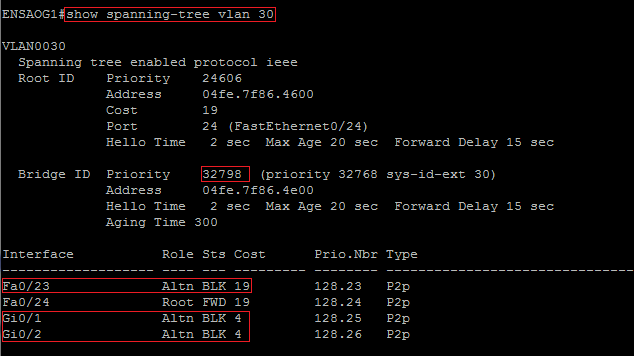 ENSAOG1#show spanning-tree vlan 30
VLAN0030
Spanning tree enabled protocol ieee
Root ID Priority 24606
Address 04fe.7f86.4600
Cost 19
Port 24 (FastEthernet0/24)
Hello Time 2 sec Max Age 20 sec Forward Delay 15 sec
Bridge ID Priority 32798 (priority 32768 sys-id-ext 30)
Address 04fe.7f86.4e00
Hello Time 2 sec Max Age 20 sec Forward Delay 15 sec
Aging Time 300
Interface Role Sts Cost Prio.Nbr Type
------------------- ---- --- --------- -------- --------------------------------
Fa0/23 Altn BLK 19 128.23 P2p
Fa0/24 Root FWD 19 128.24 P2p
Gi0/1 Altn BLK 4 128.25 P2p
Gi0/2 Altn BLK 4 128.26 P2p